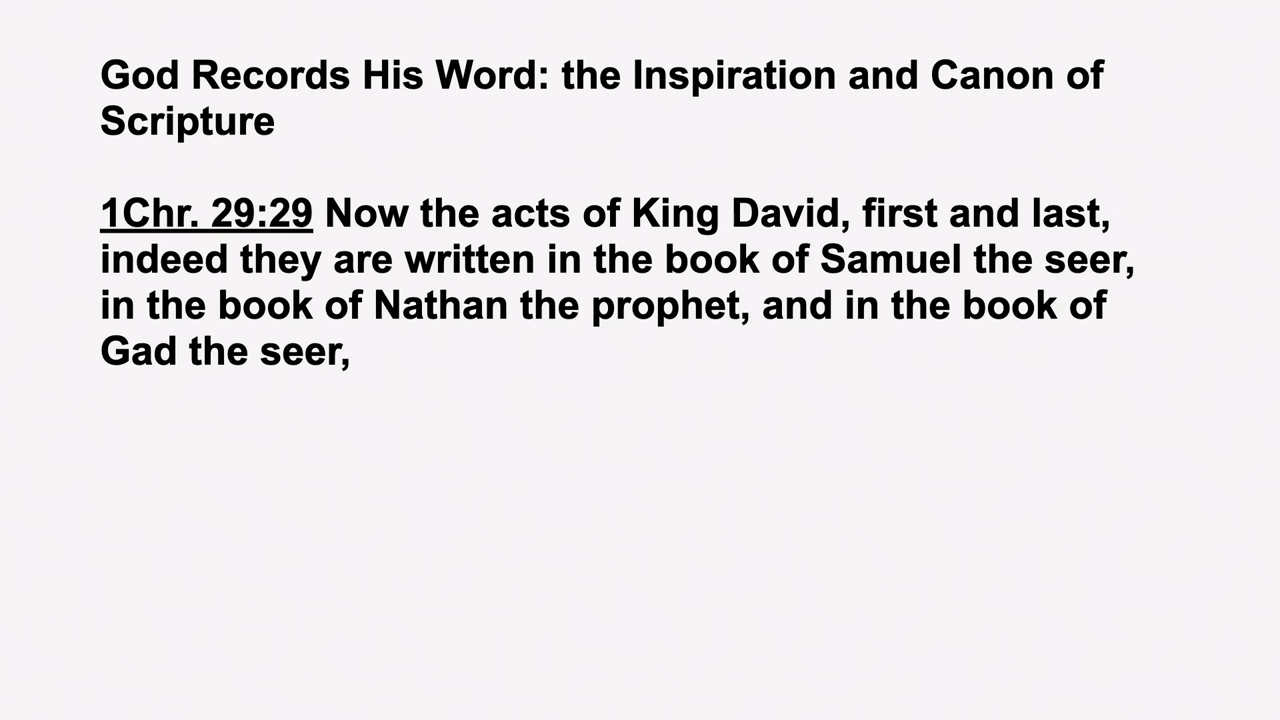 God Records His Word: the Inspiration and Canon of
Scripture
1Chr. 29:29 Now the acts of King David, first and last,
indeed they are written in the book of Samuel the seer,
in the book of Nathan the prophet, and in the book of
Gad the seer,